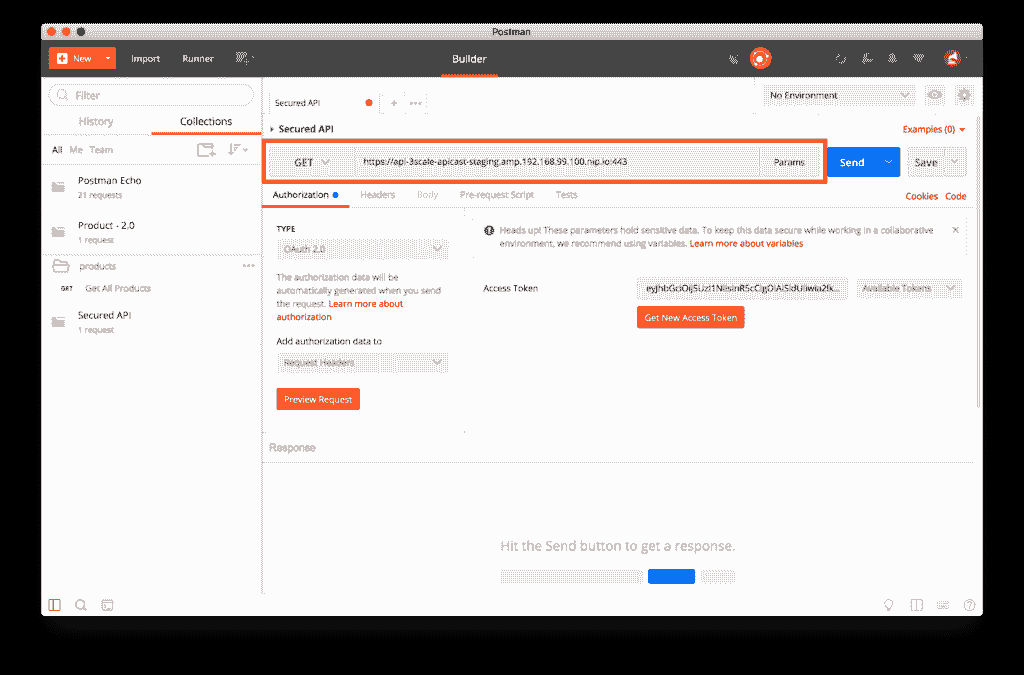 Postman
New
Import
Runner
Builder
Filter
History
Collections
All Me Team
Postman Echo
21 requests
Product - 2.0
1 request
products
GET Get All Products
Secured API
1 request
Secured API
No Environment
Secured API
Examples (0)
GET
https://api-3scale-apicast-staging.amp.192.168.99.100.nip.io:443
Params
Send
Save
Authorization
Headers
Body
Pre-request Script
Tests
Cookies
Code
TYPE
OAuth 2.0
The authorization data will be
automatically generated when you send
the request. Learn more about
authorization
Add authorization data to
Request Headers
Preview Request
Heads up! These parameters hold sensitive data. To keep this data secure while working in a collaborative
environment, we recommend using variables. Learn more about variables
Access Token
Available Tokens
Get New Access Token
Response
Hit the Send button to get a response.